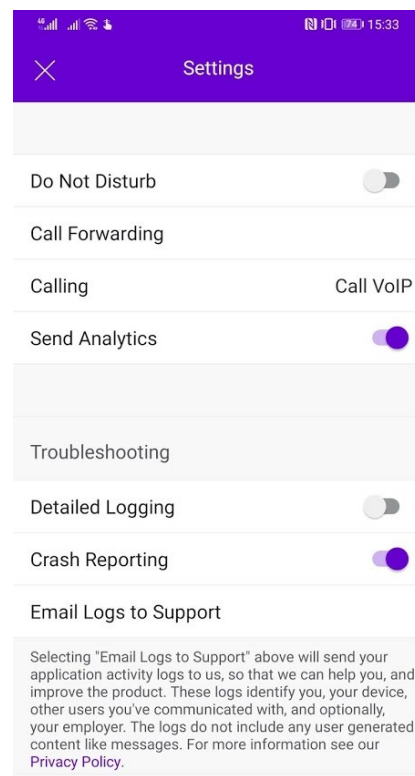 4G 74 15:33
Settings
Do Not Disturb
Call Forwarding
Calling Call VoIP
Send Analytics
Troubleshooting
Detailed Logging
Crash Reporting
Email Logs to Support
Selecting "Email Logs to Support" above will send your
application activity logs to us, so that we can help you, and
improve the product. These logs identify you, your device,
other users you've communicated with, and optionally,
your employer. The logs do not include any user generated
content like messages. For more information see our
Privacy Policy.